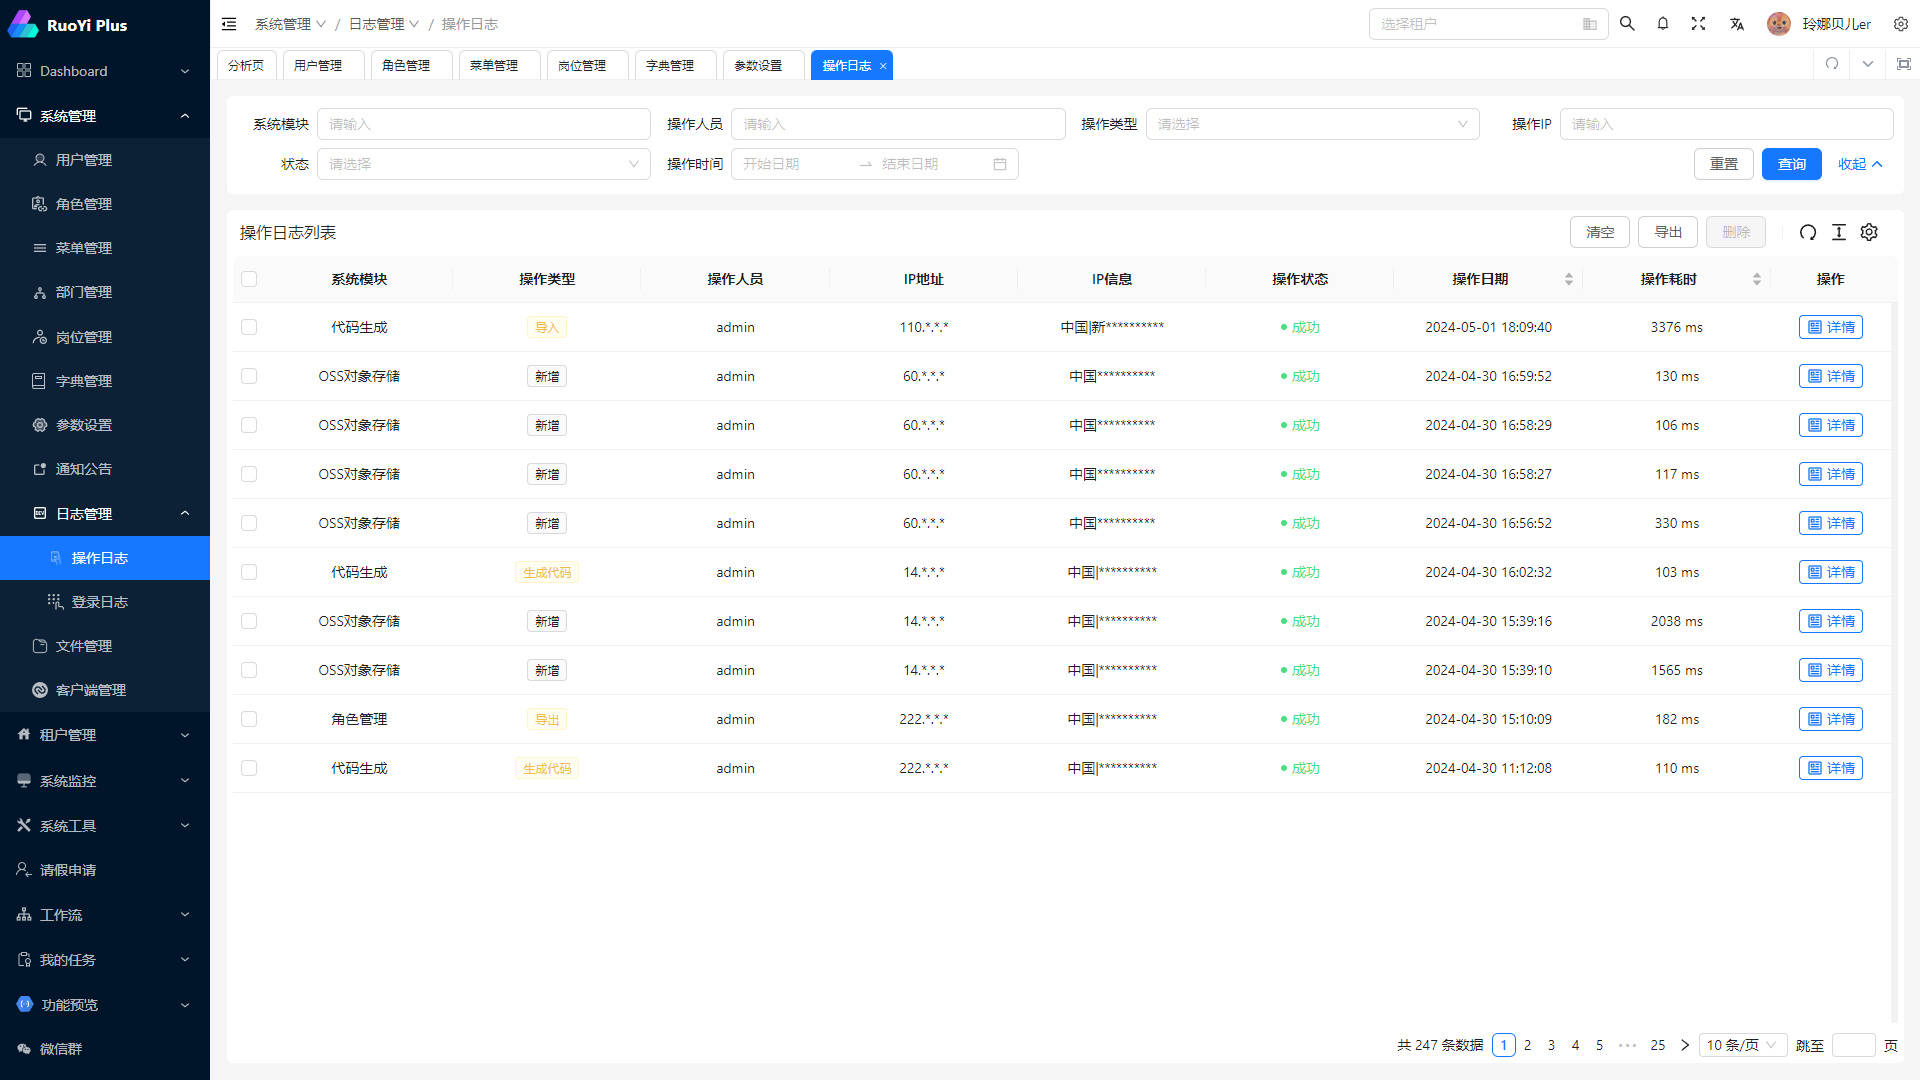 RuoYi Plus
Dashboard
系统管理
用户管理
角色管理
菜单管理
部门管理
岗位管理
字典管理
参数设置
通知公告
日志管理
操作日志
登录日志
文件管理
客户端管理
租户管理
系统监控
系统工具
请假申请
工作流
我的任务
功能预览
微信群
系统管理 / 日志管理 / 操作日志
选择租户
玲娜贝儿er
分析页 用户管理 角色管理 菜单管理 岗位管理 字典管理 参数设置 操作日志 ×
系统模块 请输入 操作人员 请输入 操作类型 请选择 操作IP 请输入
状态 请选择 操作时间 开始日期 → 结束日期 重置 查询 收起
操作日志列表 清空 导出 删除
系统模块 操作类型 操作人员 IP地址 IP信息 操作状态 操作日期 操作耗时 操作
代码生成 导入 admin 110.*.*.* 中国|新********** 成功 2024-05-01 18:09:40 3376 ms 详情
OSS对象存储 新增 admin 60.*.*.* 中国********** 成功 2024-04-30 16:59:52 130 ms 详情
OSS对象存储 新增 admin 60.*.*.* 中国********** 成功 2024-04-30 16:58:29 106 ms 详情
OSS对象存储 新增 admin 60.*.*.* 中国********** 成功 2024-04-30 16:58:27 117 ms 详情
OSS对象存储 新增 admin 60.*.*.* 中国********** 成功 2024-04-30 16:56:52 330 ms 详情
代码生成 生成代码 admin 14.*.*.* 中国|********** 成功 2024-04-30 16:02:32 103 ms 详情
OSS对象存储 新增 admin 14.*.*.* 中国|********** 成功 2024-04-30 15:39:16 2038 ms 详情
OSS对象存储 新增 admin 14.*.*.* 中国|********** 成功 2024-04-30 15:39:10 1565 ms 详情
角色管理 导出 admin 222.*.*.* 中国|********** 成功 2024-04-30 15:10:09 182 ms 详情
代码生成 生成代码 admin 222.*.*.* 中国|********** 成功 2024-04-30 11:12:08 110 ms 详情
共 247 条数据 1 2 3 4 5 ••• 25 10 条/页 跳至 页